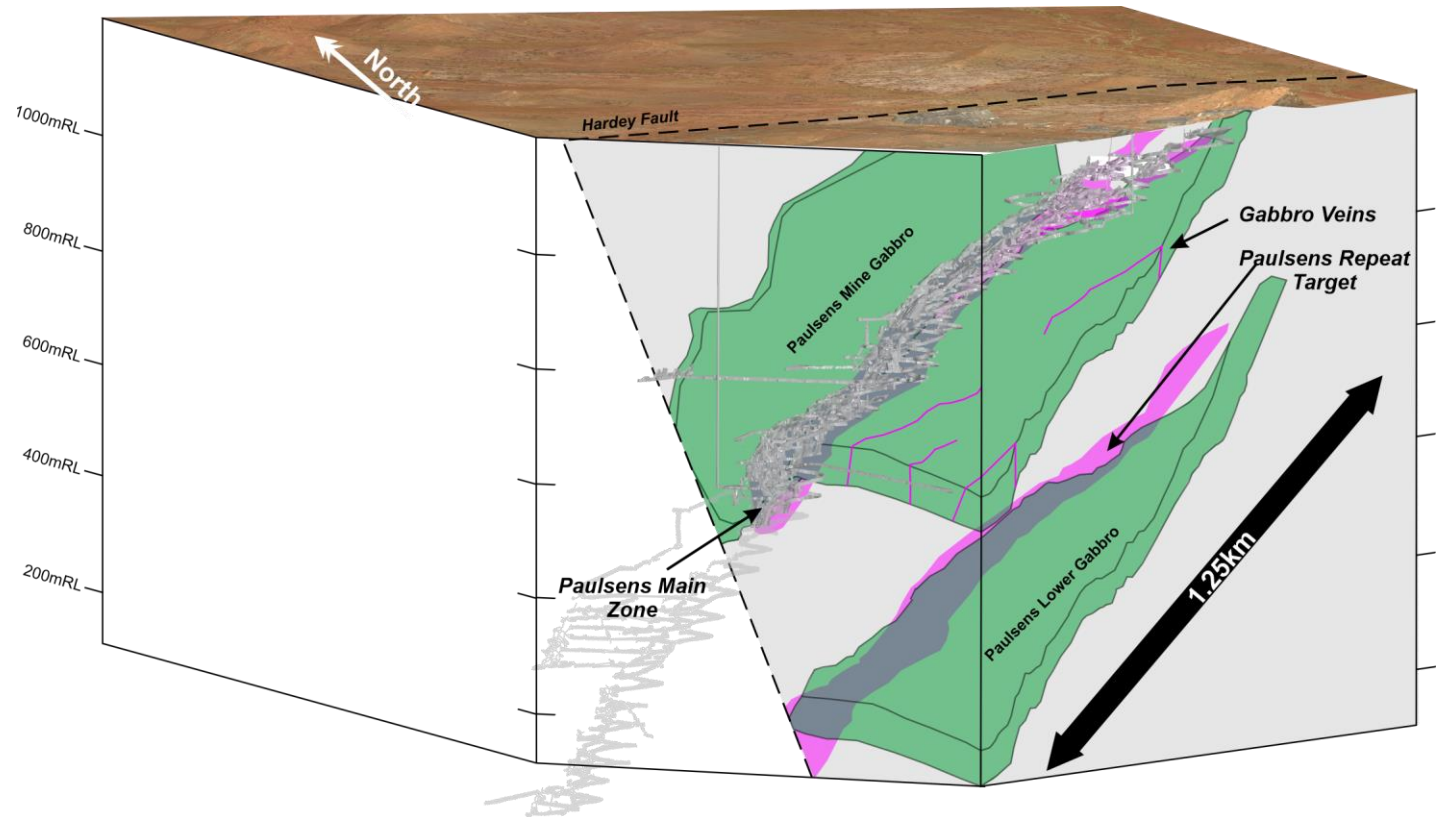 North
1000mRL
Hardey Fault
800mRL
Gabbro Veins
Paulsens Repeat
Target
Paulsens Mine Gabbro
600mRL
400mRL
200mRL
Paulsens Main
Zone
Paulsens Lower Gabbro
1.25km